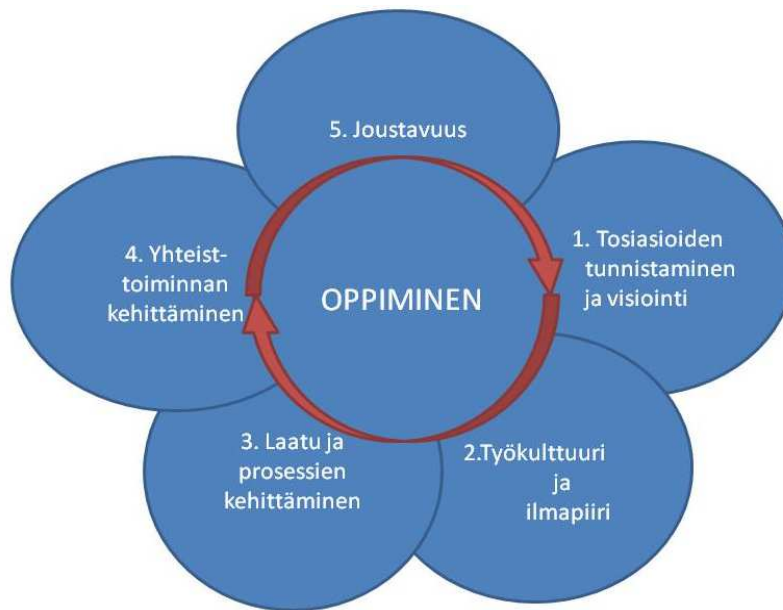 5. Joustavuus
1. Tosiasioiden
tunnistaminen
ja visiointi
2.Työkulttuuri
ja
ilmapiiri
3. Laatu ja
prosessien
kehittäminen
4. Yhteist-
toiminnan
kehittäminen
OPPIMINEN